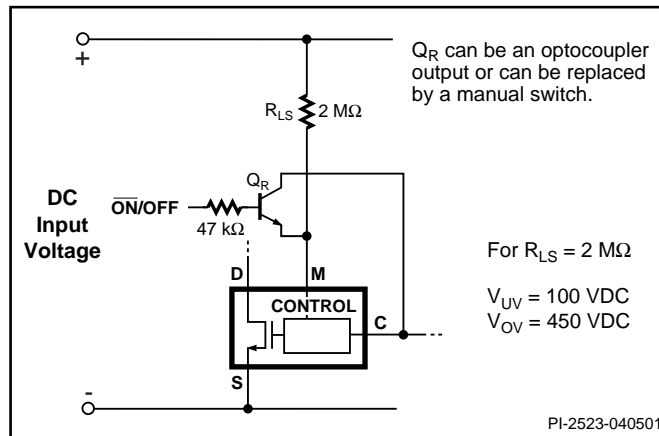 +
Q_R can be an optocoupler
output or can be replaced
by a manual switch.
R_LS
2 MΩ
Q_R
DC
Input
Voltage
O̅N̅/OFF
47 kΩ
For R_LS = 2 MΩ
D
M
CONTROL
C
V_UV = 100 VDC
V_OV = 450 VDC
S
-
PI-2523-040501